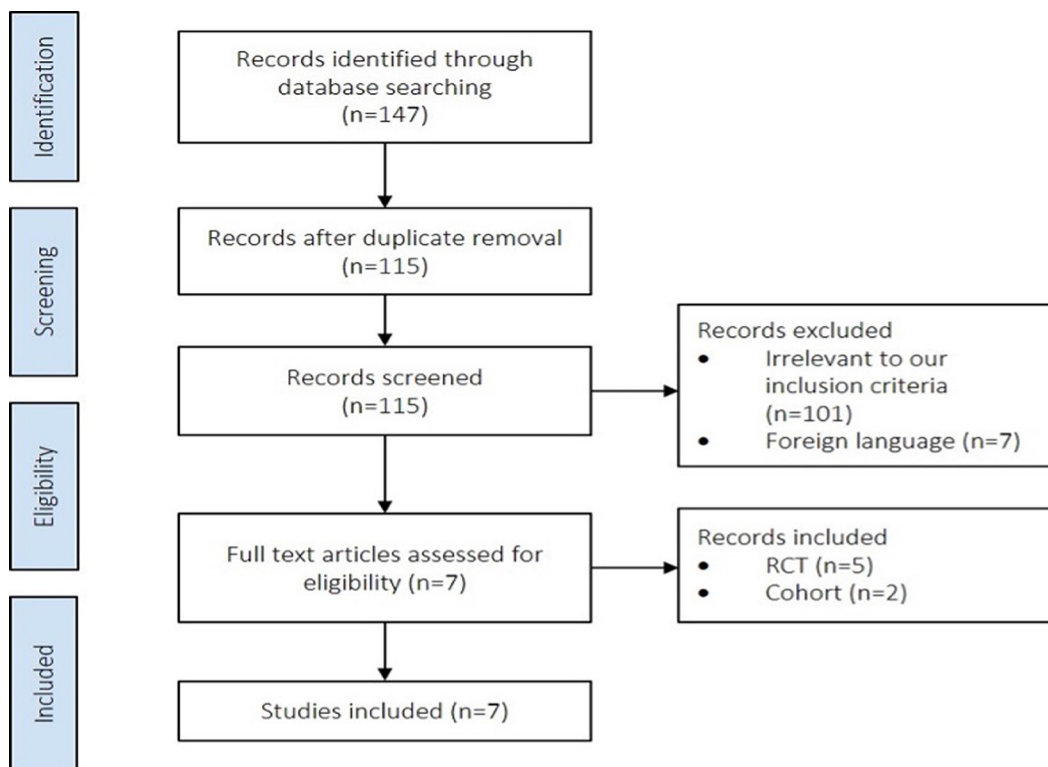 Identification
Records identified through
database searching
(n=147)
Screening
Records after duplicate removal
(n=115)
Records screened
(n=115)
Records excluded
• Irrelevant to our
inclusion criteria
(n=101)
• Foreign language (n=7)
Eligibility
Full text articles assessed for
eligibility (n=7)
Records included
• RCT (n=5)
• Cohort (n=2)
Included
Studies included (n=7)